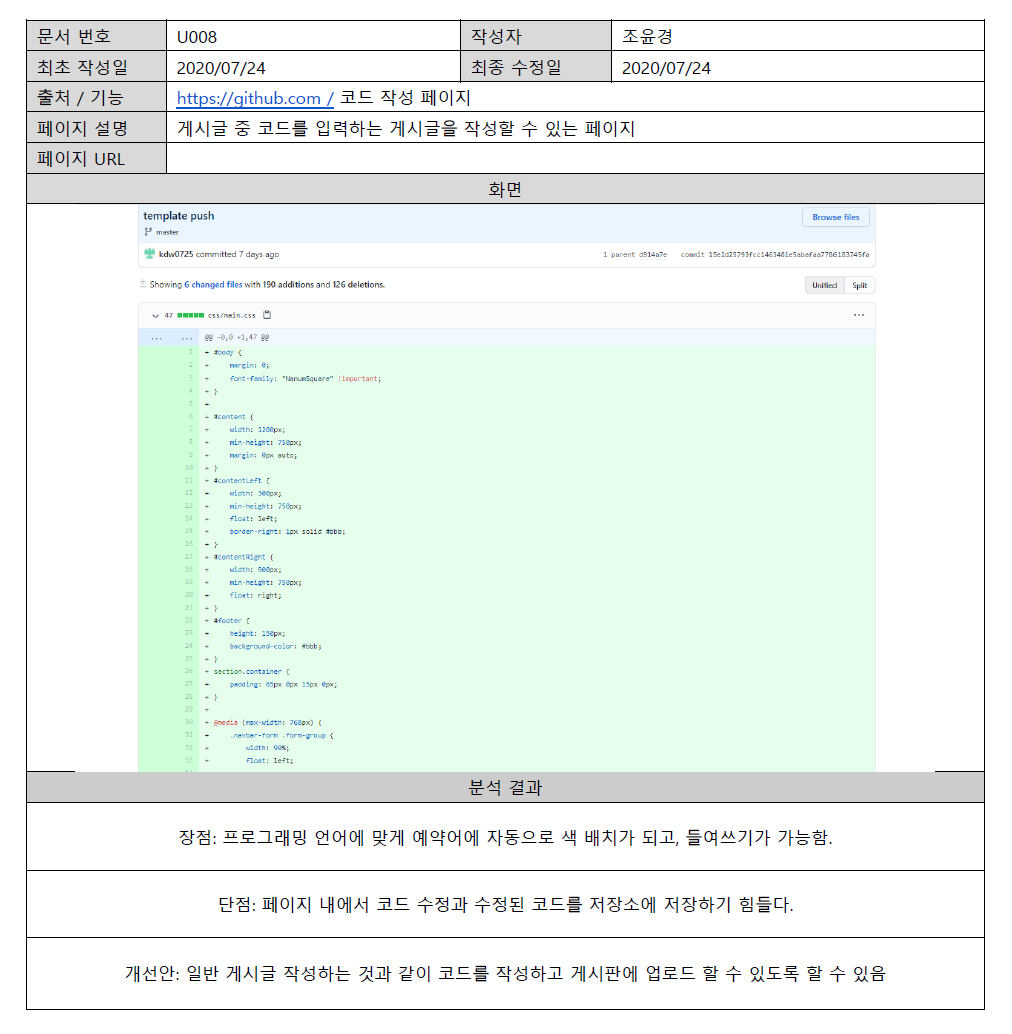 문서 번호 U008 작성자 조윤경
최초 작성일 2020/07/24 최종 수정일 2020/07/24
출처 / 기능 https://github.com / 코드 작성 페이지
페이지 설명 게시글 중 코드를 입력하는 게시글을 작성할 수 있는 페이지
페이지 URL
화면
template push Browse files
master
kdw0725 committed 7 days ago 1 parent d914a7e commit 15e2d25793fcc1463481e5abafaa7786183745fa
Showing 6 changed files with 190 additions and 126 deletions. Unified Split
47 css/main.css ...
... ... @@ -0,0 +1,47 @@
1 + #body {
2 + margin: 0;
3 + font-family: "NanumSquare" !important;
4 + }
5 +
6 + #content {
7 + width: 1200px;
8 + min-height: 750px;
9 + margin: 0px auto;
10 + }
11 + #contentLeft {
12 + width: 300px;
13 + min-height: 750px;
14 + float: left;
15 + border-right: 1px solid #bbb;
16 + }
17 + #contentRight {
18 + width: 900px;
19 + min-height: 750px;
20 + float: right;
21 + }
22 + #footer {
23 + height: 150px;
24 + background-color: #bbb;
25 + }
26 + section.container {
27 + padding: 65px 0px 15px 0px;
28 + }
29 +
30 + @media (max-width: 768px) {
31 + .navbar-form .form-group {
32 + width: 90%;
33 + float: left;
분석 결과
장점: 프로그래밍 언어에 맞게 예약어에 자동으로 색 배치가 되고, 들여쓰기가 가능함.
단점: 페이지 내에서 코드 수정과 수정된 코드를 저장소에 저장하기 힘들다.
개선안: 일반 게시글 작성하는 것과 같이 코드를 작성하고 게시판에 업로드 할 수 있도록 할 수 있음